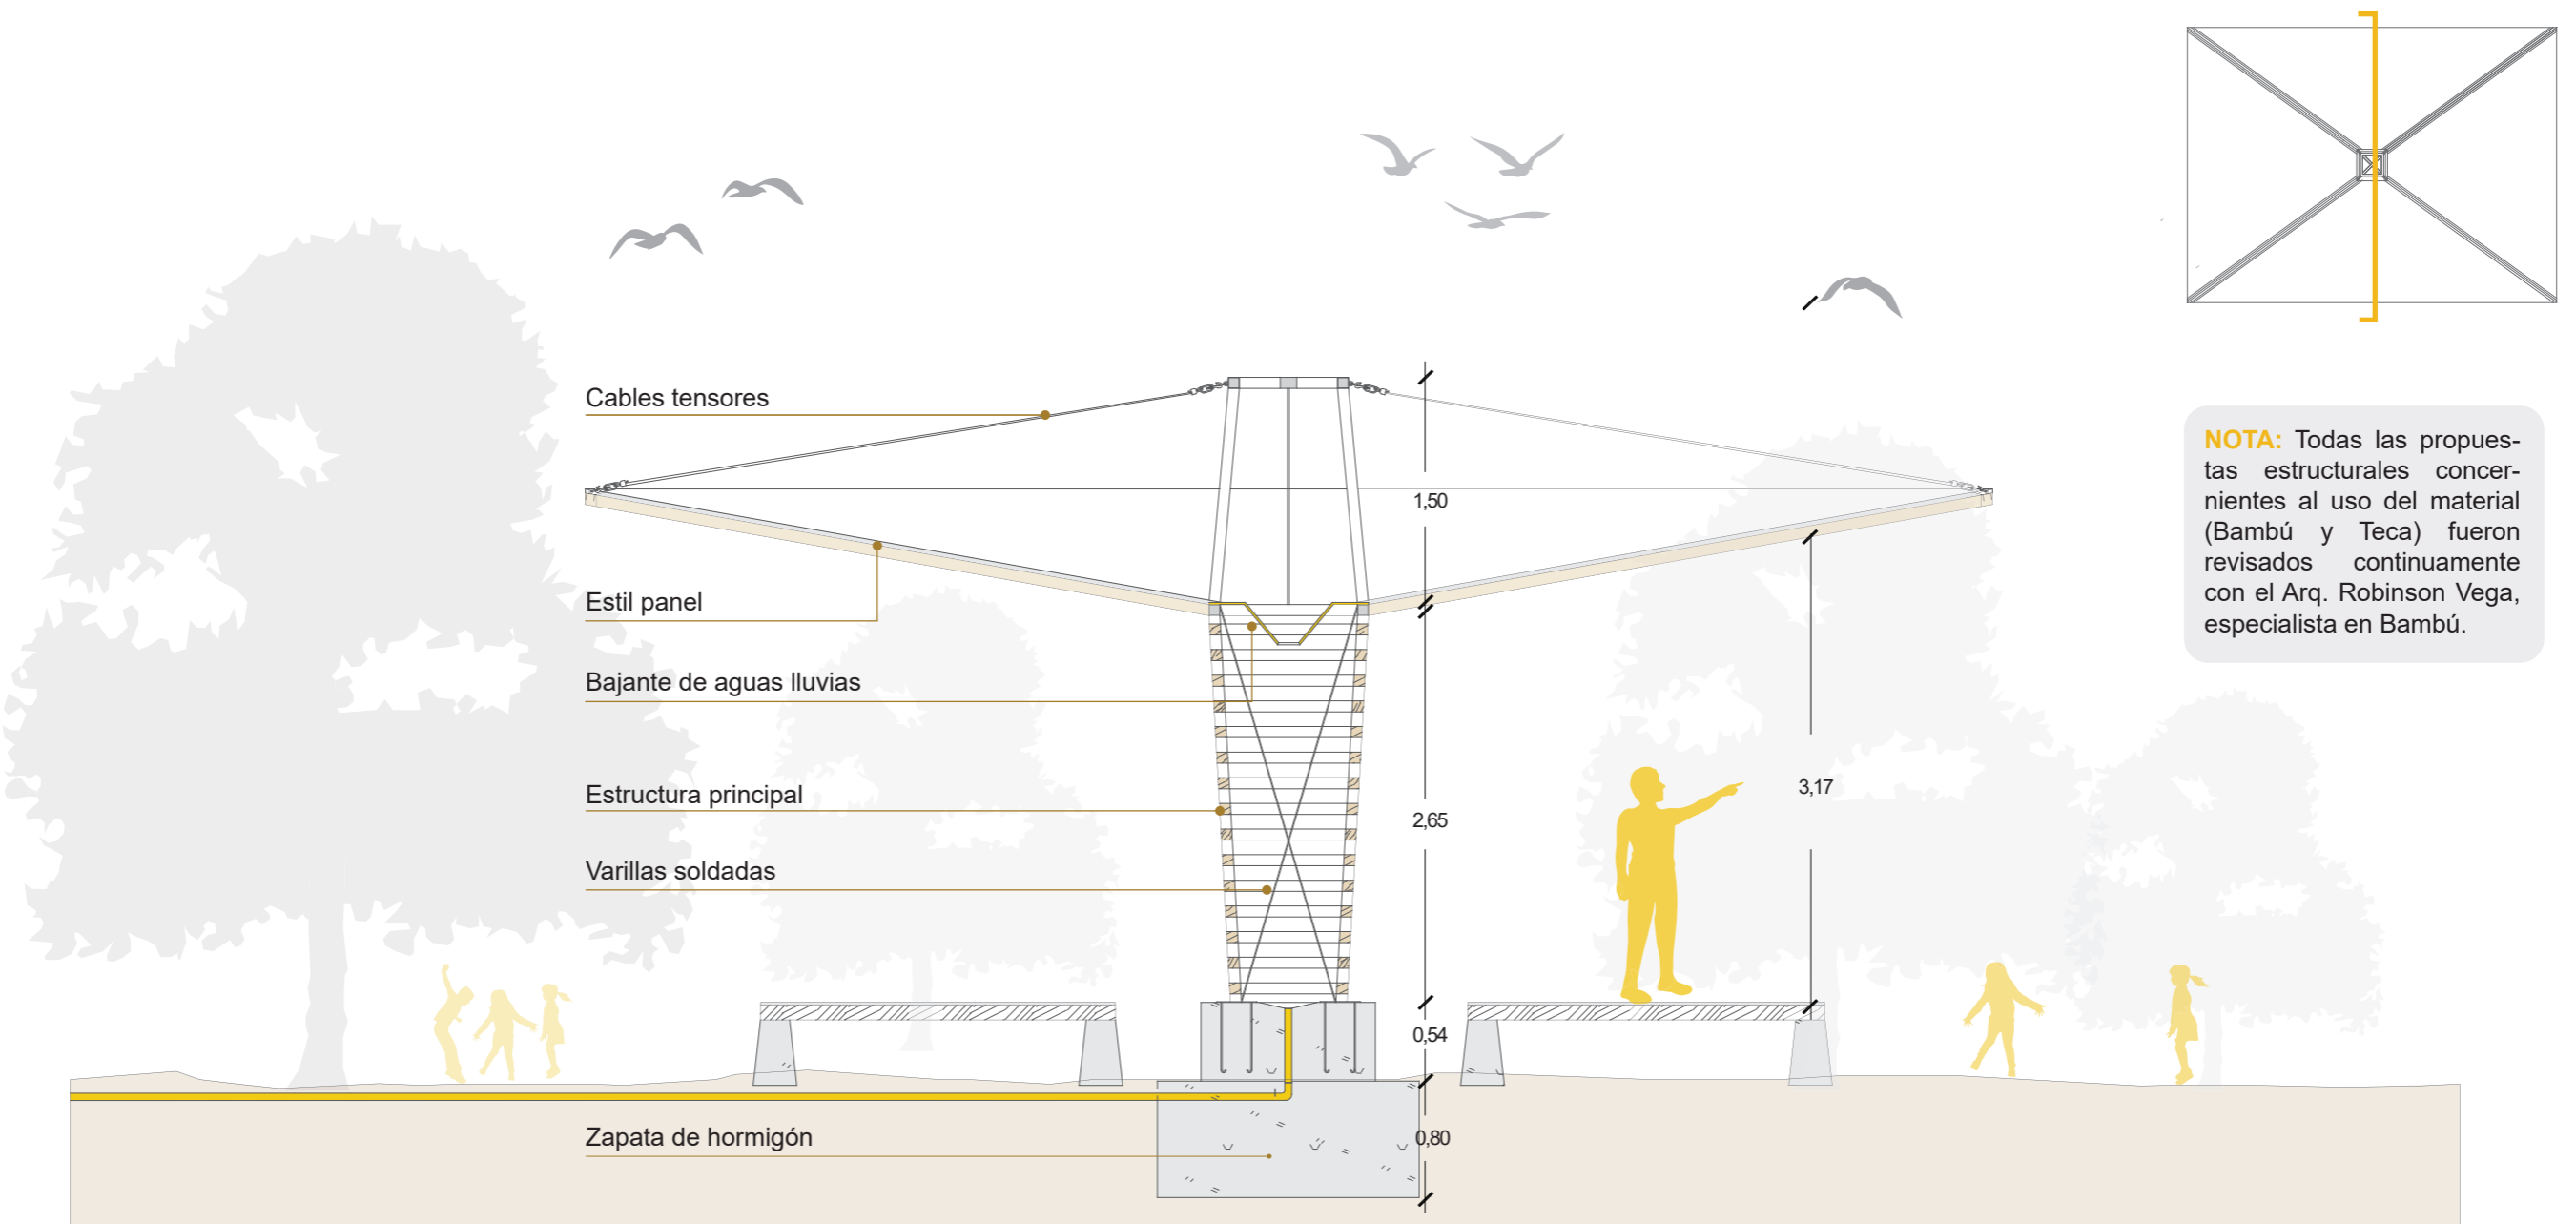 Cables tensores
Estil panel
Bajante de aguas lluvias
Estructura principal
Varillas soldadas
Zapata de hormigón
1,50
2,65
0,54
0,80
3,17
NOTA: Todas las propues-
tas estructurales concer-
nientes al uso del material
(Bambú y Teca) fueron
revisados continuamente
con el Arq. Robinson Vega,
especialista en Bambú.